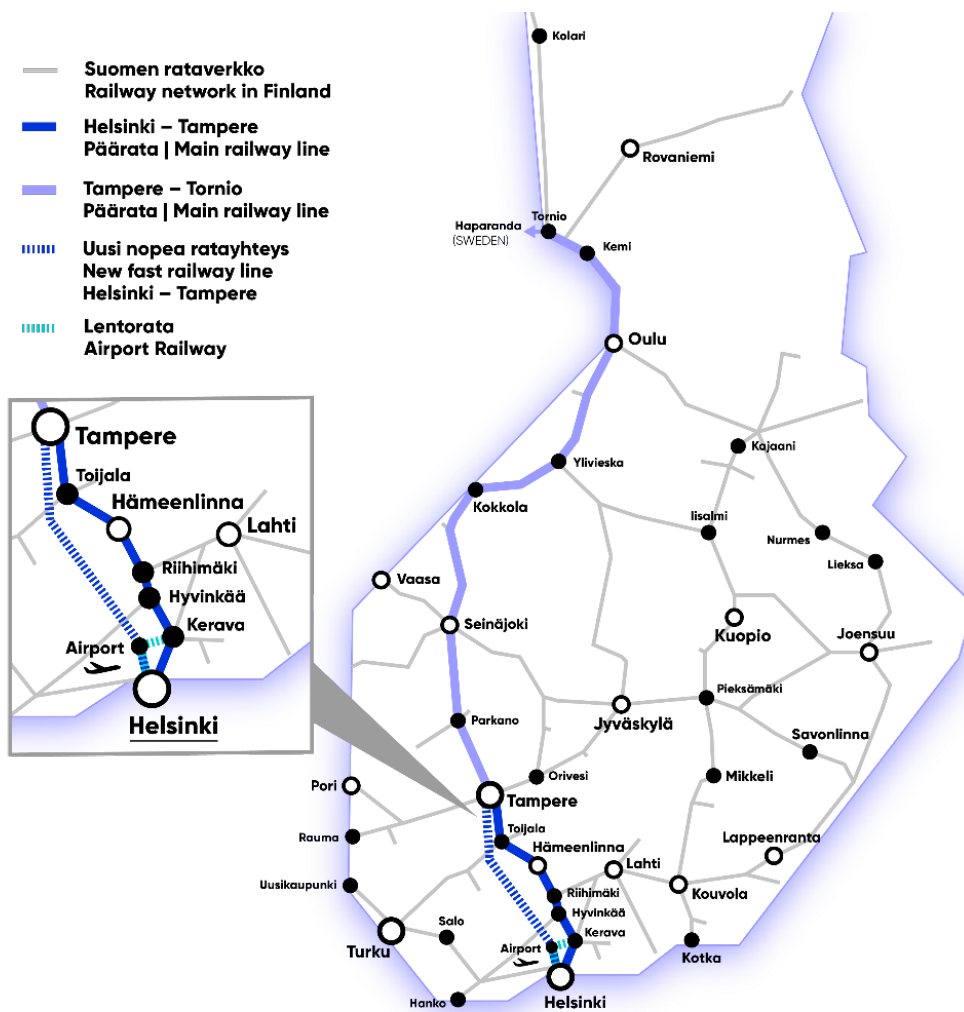 Suomen rataverkko
Railway network in Finland
Helsinki – Tampere
Päärata | Main railway line
Tampere – Tornio
Päärata | Main railway line
Uusi nopea ratayhteys
New fast railway line
Helsinki – Tampere
Lentorata
Airport Railway
Kolari
Rovaniemi
Haparanda
(SWEDEN)
Tornio
Kemi
Oulu
Kajaani
Ylivieska
Kokkola
Iisalmi
Nurmes
Lieksa
Vaasa
Seinäjoki
Kuopio
Joensuu
Pieksämäki
Jyväskylä
Parkano
Savonlinna
Orivesi
Mikkeli
Pori
Tampere
Rauma
Toijala
Hämeenlinna
Lappeenranta
Lahti
Uusikaupunki
Riihimäki
Kouvola
Hyvinkää
Salo
Kerava
Turku
Airport
Kotka
Hanko
Helsinki
Tampere
Toijala
Hämeenlinna
Lahti
Riihimäki
Hyvinkää
Kerava
Airport
Helsinki